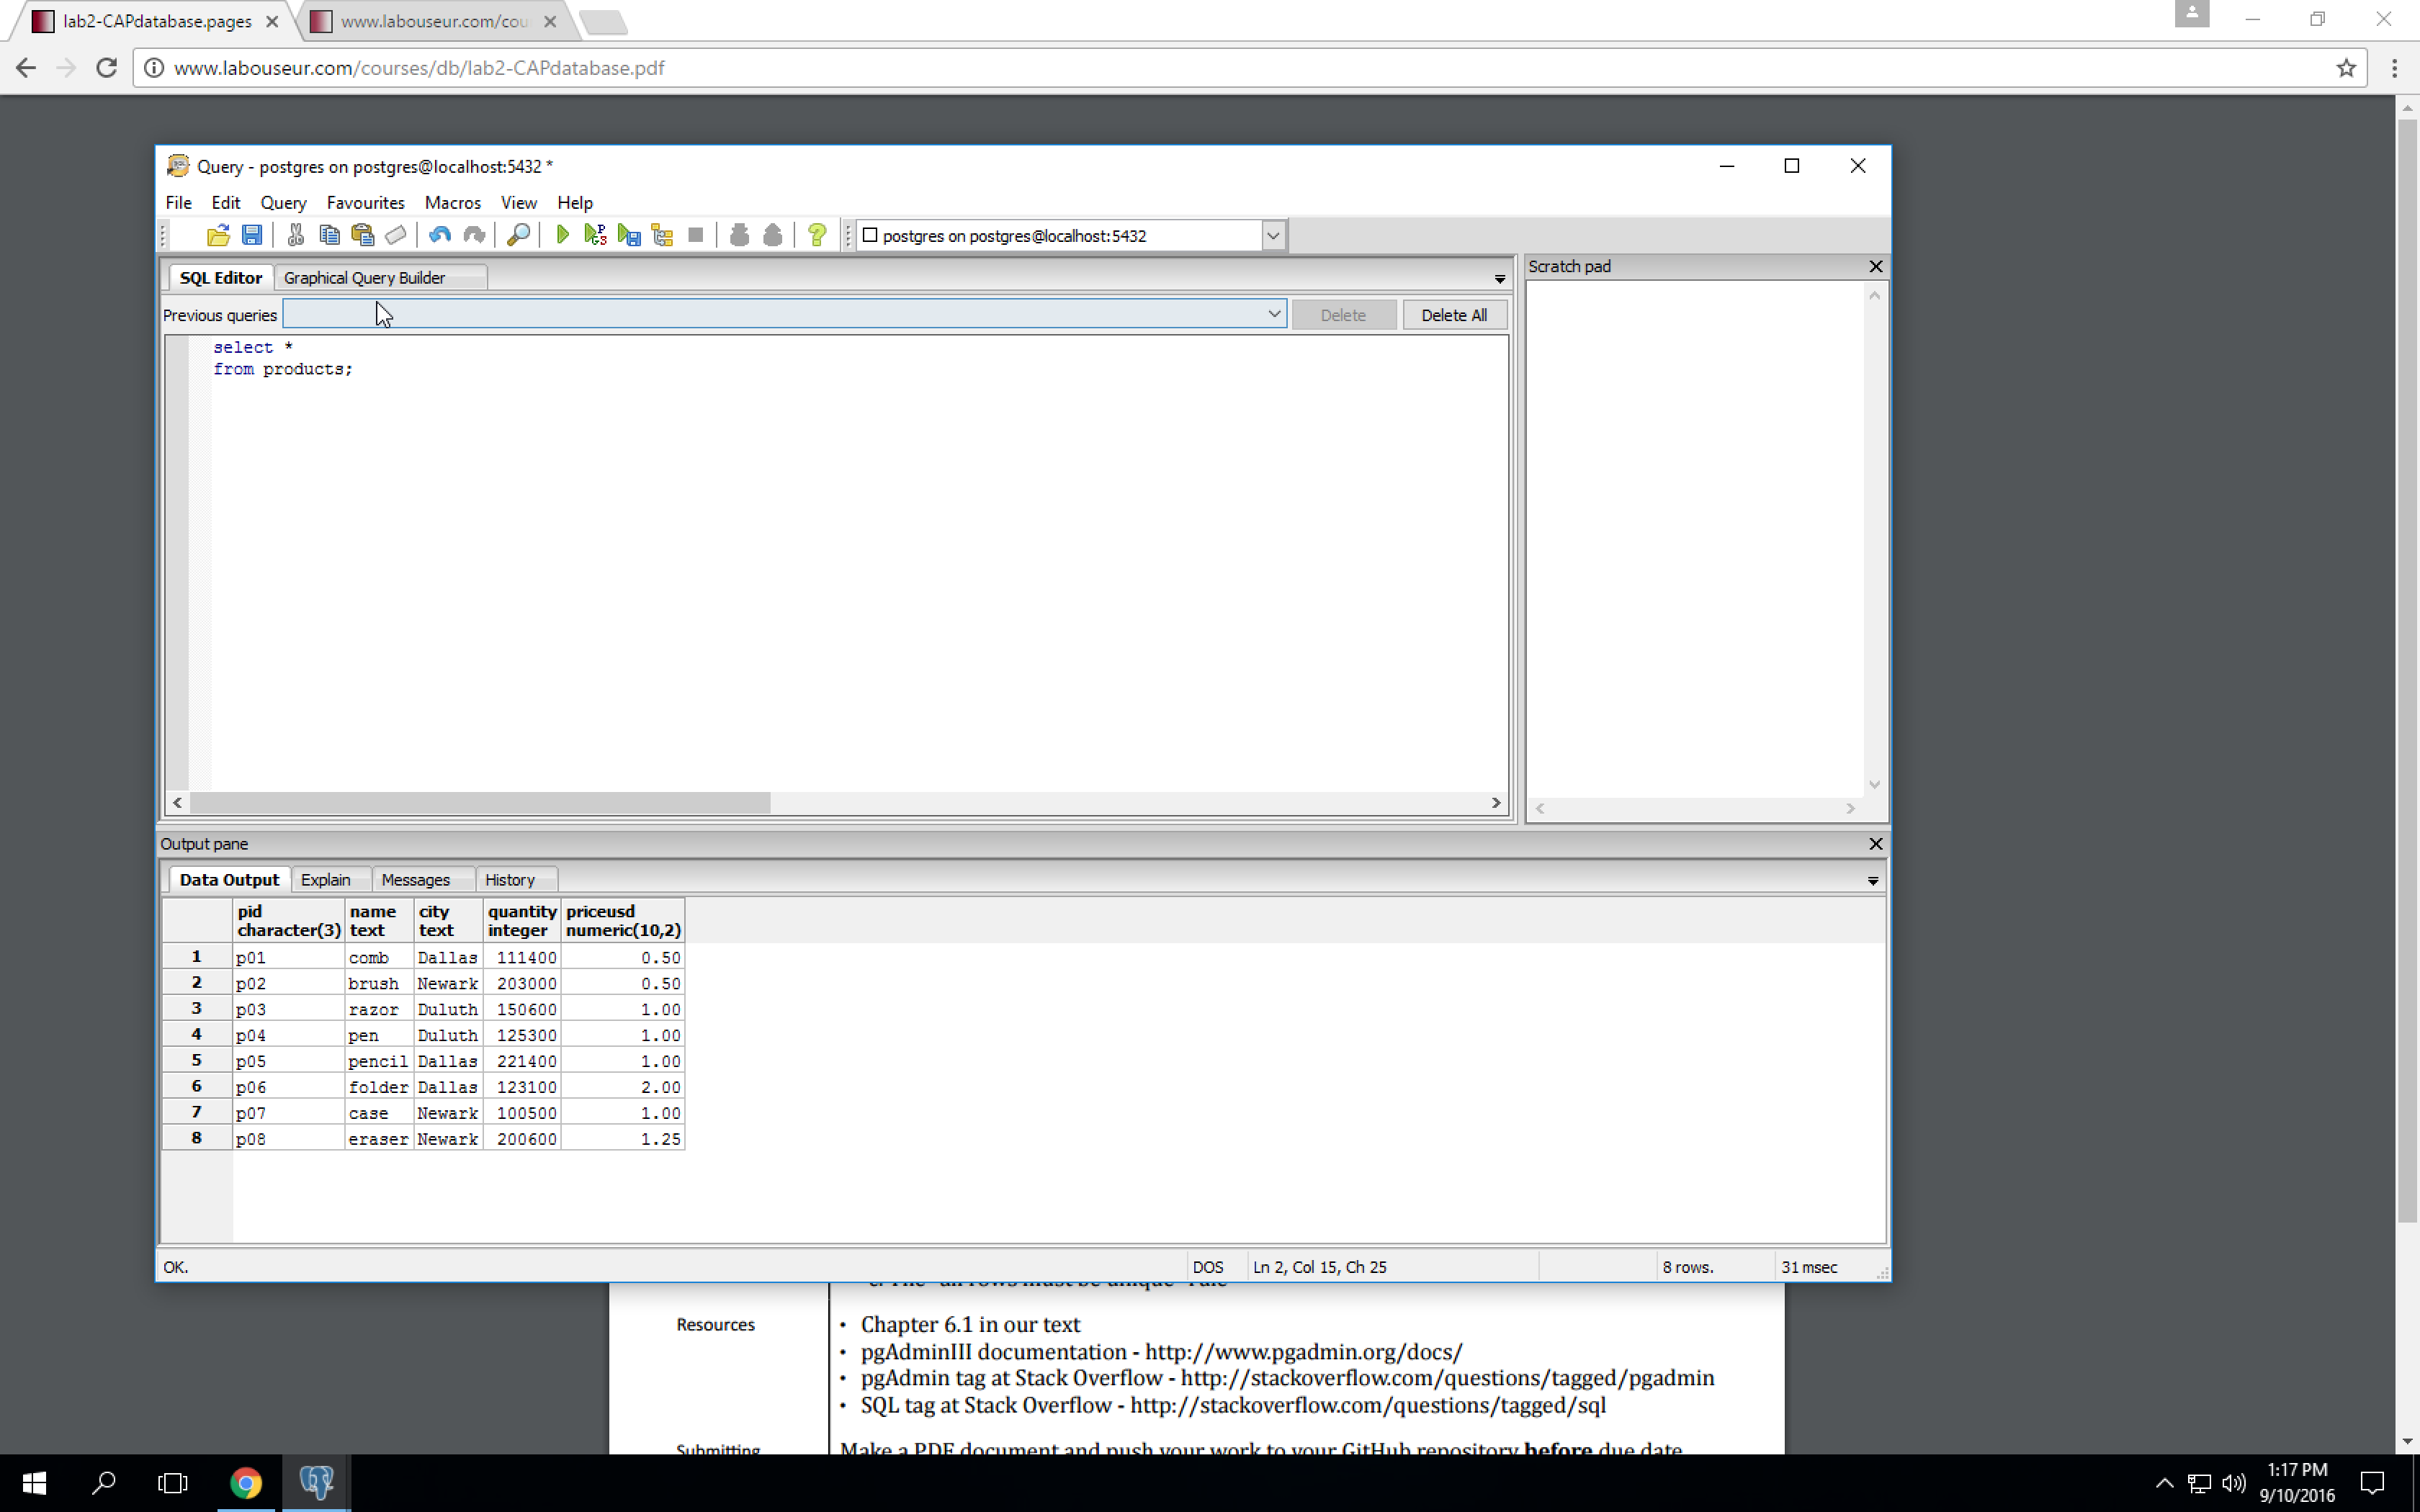 lab2-CAPdatabase.pages
www.labouseur.com/cou
www.labouseur.com/courses/db/lab2-CAPdatabase.pdf
Query - postgres on postgres@localhost:5432 *
File Edit Query Favourites Macros View Help
postgres on postgres@localhost:5432
SQL Editor Graphical Query Builder
Scratch pad
Previous queries Delete Delete All
select *
from products;
Output pane
Data Output Explain Messages History
pid name city quantity priceusd
character(3) text text integer numeric(10,2)
1 p01 comb Dallas 111400 0.50
2 p02 brush Newark 203000 0.50
3 p03 razor Duluth 150600 1.00
4 p04 pen Duluth 125300 1.00
5 p05 pencil Dallas 221400 1.00
6 p06 folder Dallas 123100 2.00
7 p07 case Newark 100500 1.00
8 p08 eraser Newark 200600 1.25
OK. DOS Ln 2, Col 15, Ch 25 8 rows. 31 msec
Resources • Chapter 6.1 in our text
• pgAdminIII documentation - http://www.pgadmin.org/docs/
• pgAdmin tag at Stack Overflow - http://stackoverflow.com/questions/tagged/pgadmin
• SQL tag at Stack Overflow - http://stackoverflow.com/questions/tagged/sql
Submitting Make a PDF document and push your work to your GitHub repository before due date
1:17 PM
9/10/2016